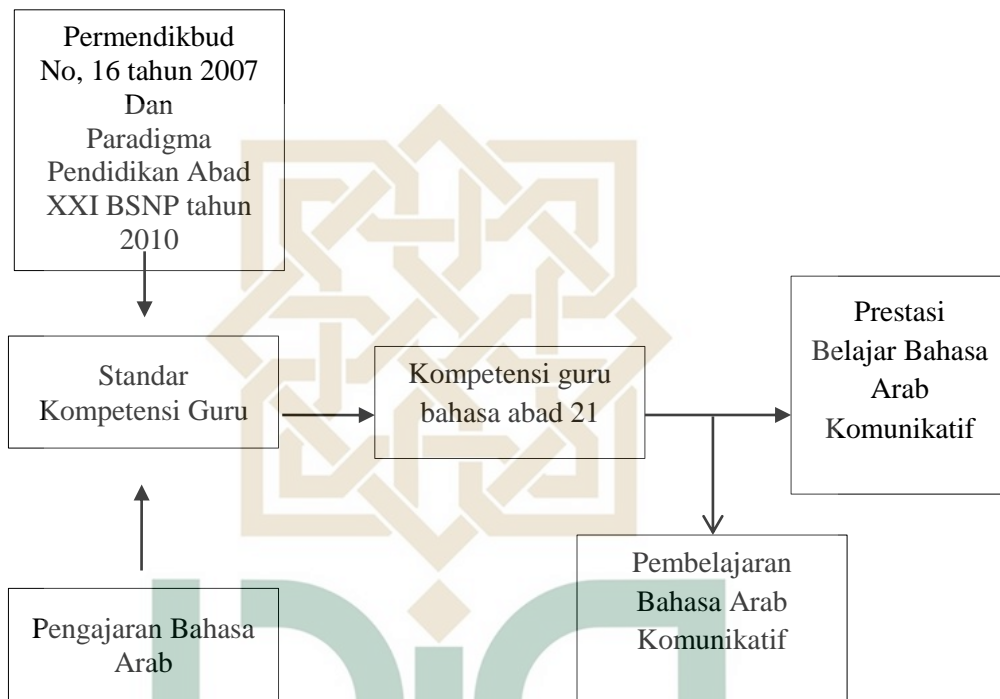 Permendikbud
No, 16 tahun 2007
Dan
Paradigma
Pendidikan Abad
XXI BSNP tahun
2010
Standar
Kompetensi Guru
Kompetensi guru
bahasa abad 21
Prestasi
Belajar Bahasa
Arab
Komunikatif
Pembelajaran
Bahasa Arab
Komunikatif
Pengajaran Bahasa
Arab